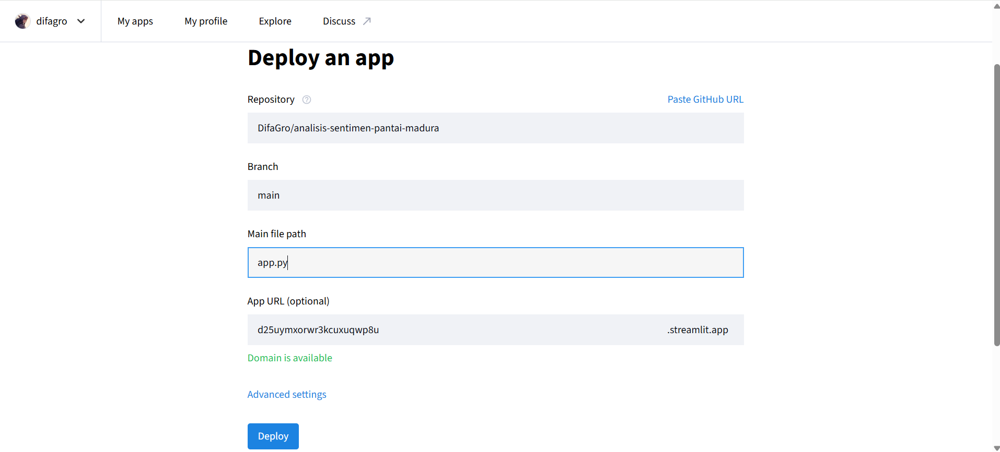 difagro
My apps
My profile
Explore
Discuss
Deploy an app
Repository
Paste GitHub URL
DifaGro/analisis-sentimen-pantai-madura
Branch
main
Main file path
app.py
App URL (optional)
d25uymxorwr3kcuxuqwp8u
.streamlit.app
Domain is available
Advanced settings
Deploy